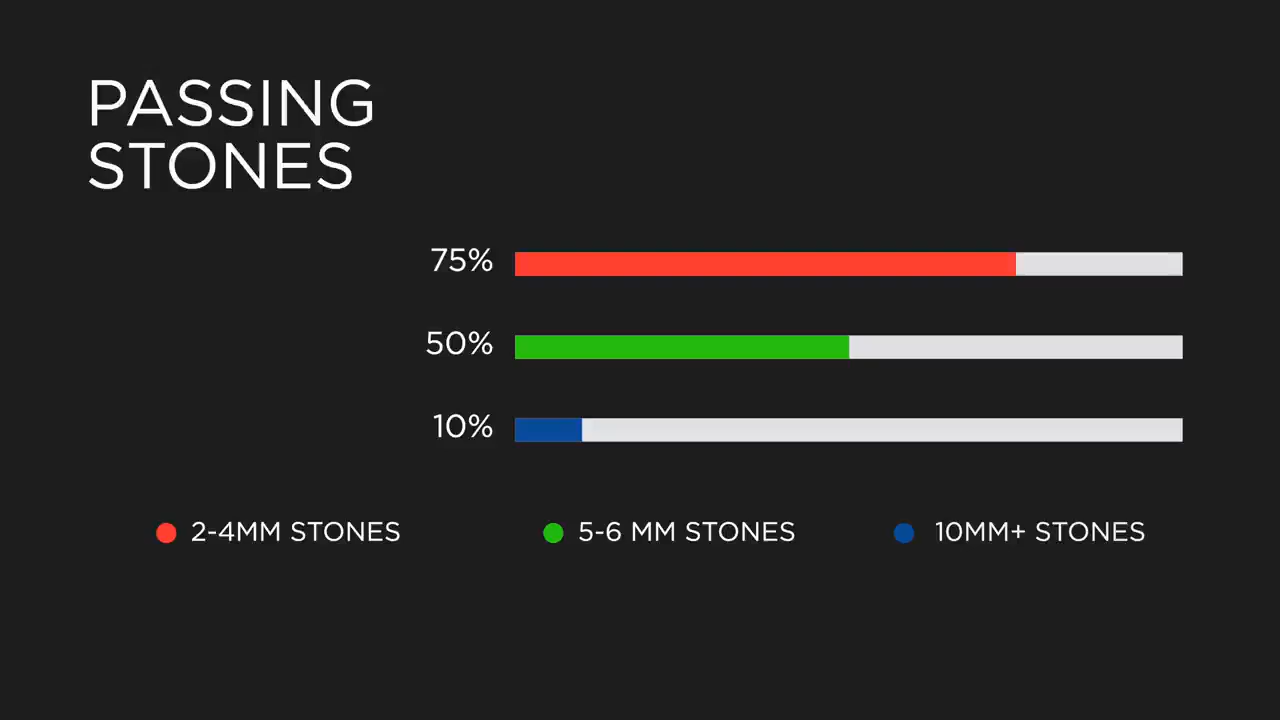 PASSING
STONES
75%
50%
10%
2-4MM STONES
5-6 MM STONES
10MM+ STONES